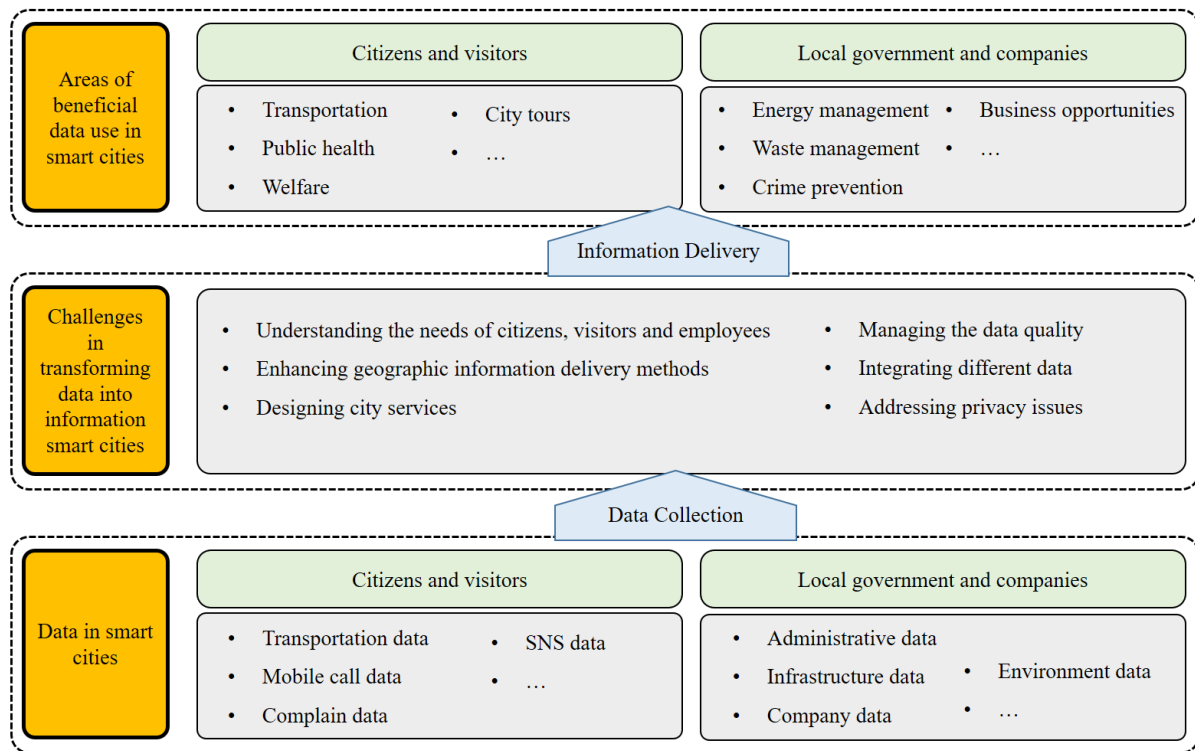 Areas of
beneficial
data use in
smart cities
Citizens and visitors
• Transportation
• Public health
• Welfare
• City tours
• …
Local government and companies
• Energy management
• Waste management
• Crime prevention
• Business opportunities
• …
Information Delivery
Challenges
in
transforming
data into
information
smart cities
• Understanding the needs of citizens, visitors and employees
• Enhancing geographic information delivery methods
• Designing city services
• Managing the data quality
• Integrating different data
• Addressing privacy issues
Data Collection
Data in smart
cities
Citizens and visitors
• Transportation data
• Mobile call data
• Complain data
• SNS data
• …
Local government and companies
• Administrative data
• Infrastructure data
• Company data
• Environment data
• …